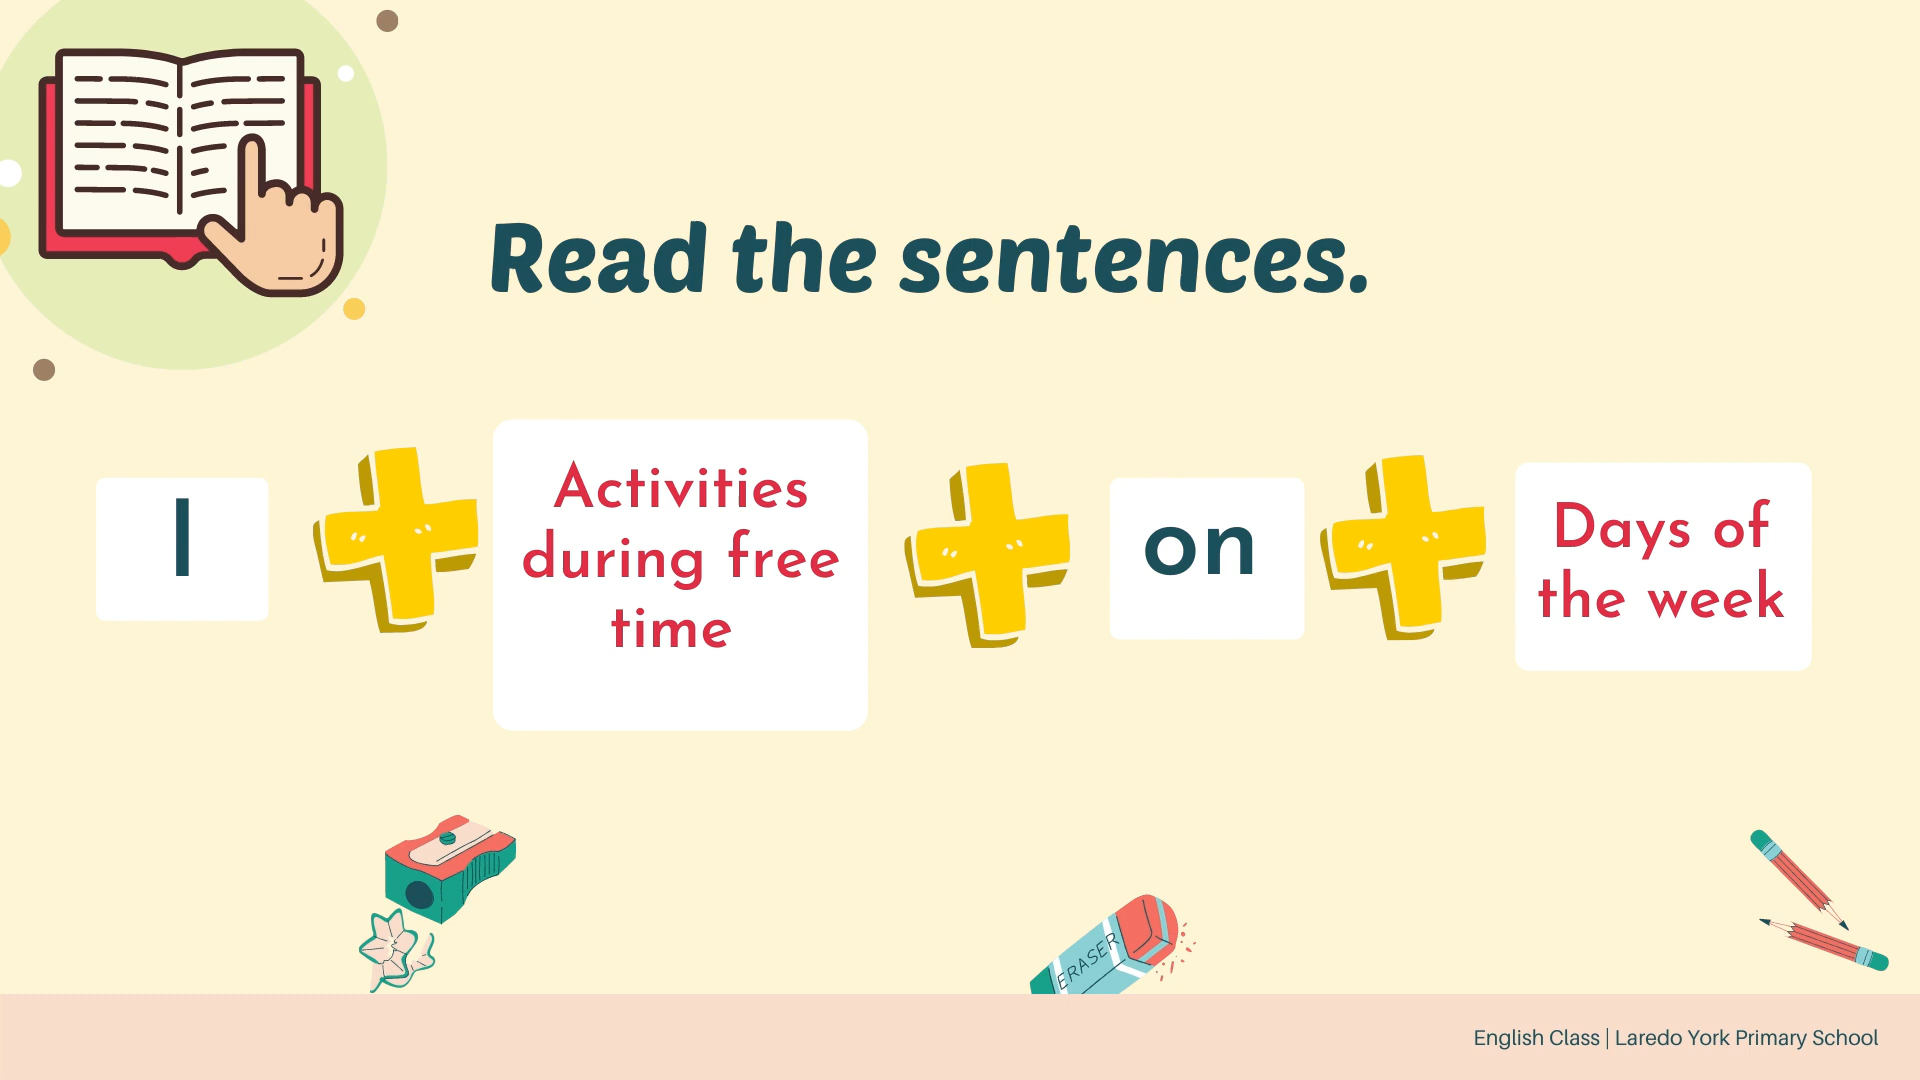 Read the sentences.
I
Activities
during free
time
on
Days of
the week
ERASER
English Class | Laredo York Primary School